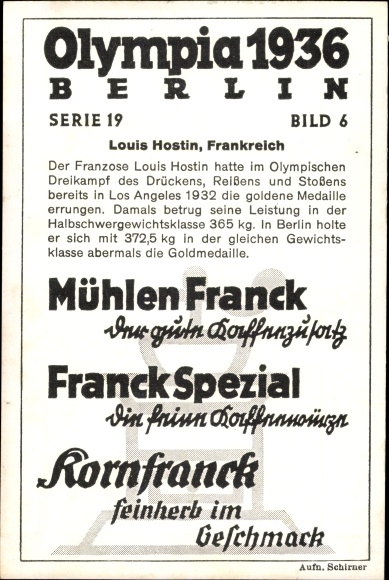 Olympia 1936
BERLIN
SERIE 19 BILD 6
Louis Hostin, Frankreich
Der Franzose Louis Hostin hatte im Olympischen
Dreikampf des Drückens, Reißens und Stoßens
bereits in Los Angeles 1932 die goldene Medaille
errungen. Damals betrug seine Leistung in der
Halbschwergewichtsklasse 365 kg. In Berlin holte
er sich mit 372,5 kg in der gleichen Gewichts-
klasse abermals die Goldmedaille.
Mühlen Franck
der gute Kaffeezusatz
Franck Spezial
die feine Kaffeewürze
Kornfranck
feinherb im
Geschmack
Aufn. Schirner